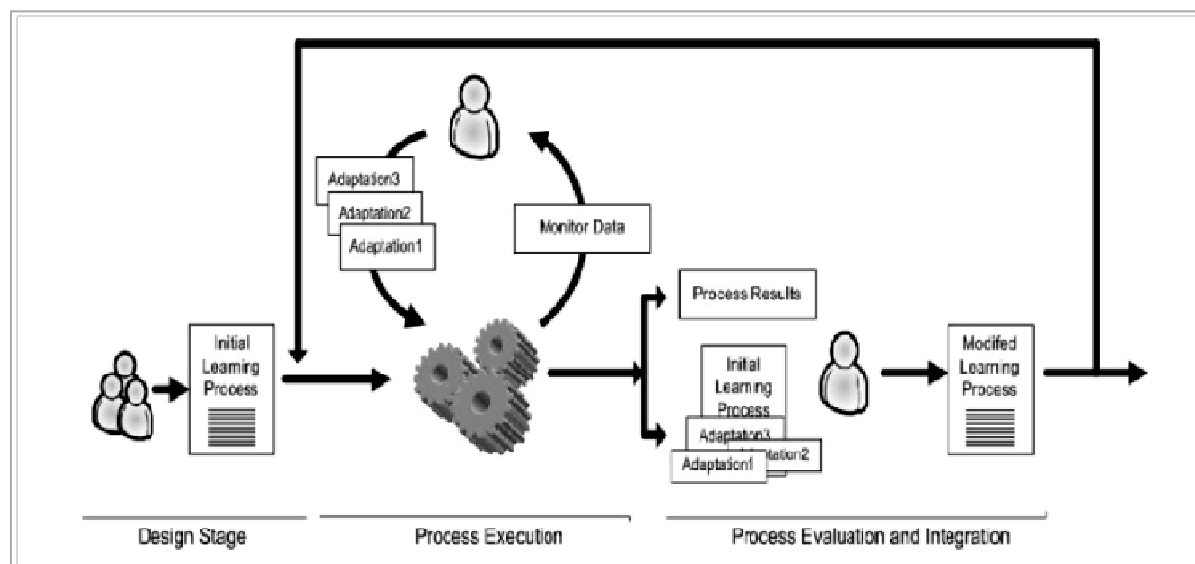 Adaptation3
Adaptation2
Adaptation1
Monitor Data
Initial
Learning
Process
Process Results
Initial
Learning
Process
Adaptation3
Adaptation1
Modifed
Learning
Process
Design Stage
Process Execution
Process Evaluation and Integration